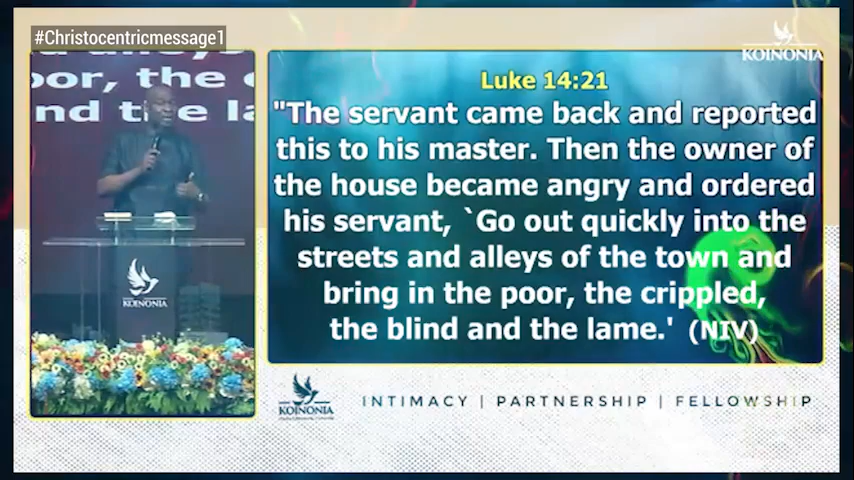 #Christocentricmessage1
oor, the
nd the la
KOINONIA
KOINONIA
Luke 14:21
"The servant came back and reported
this to his master. Then the owner of
the house became angry and ordered
his servant, `Go out quickly into the
streets and alleys of the town and
bring in the poor, the crippled,
the blind and the lame.' (NIV)
KOINONIA
INTIMACY | PARTNERSHIP | FELLOWSHIP